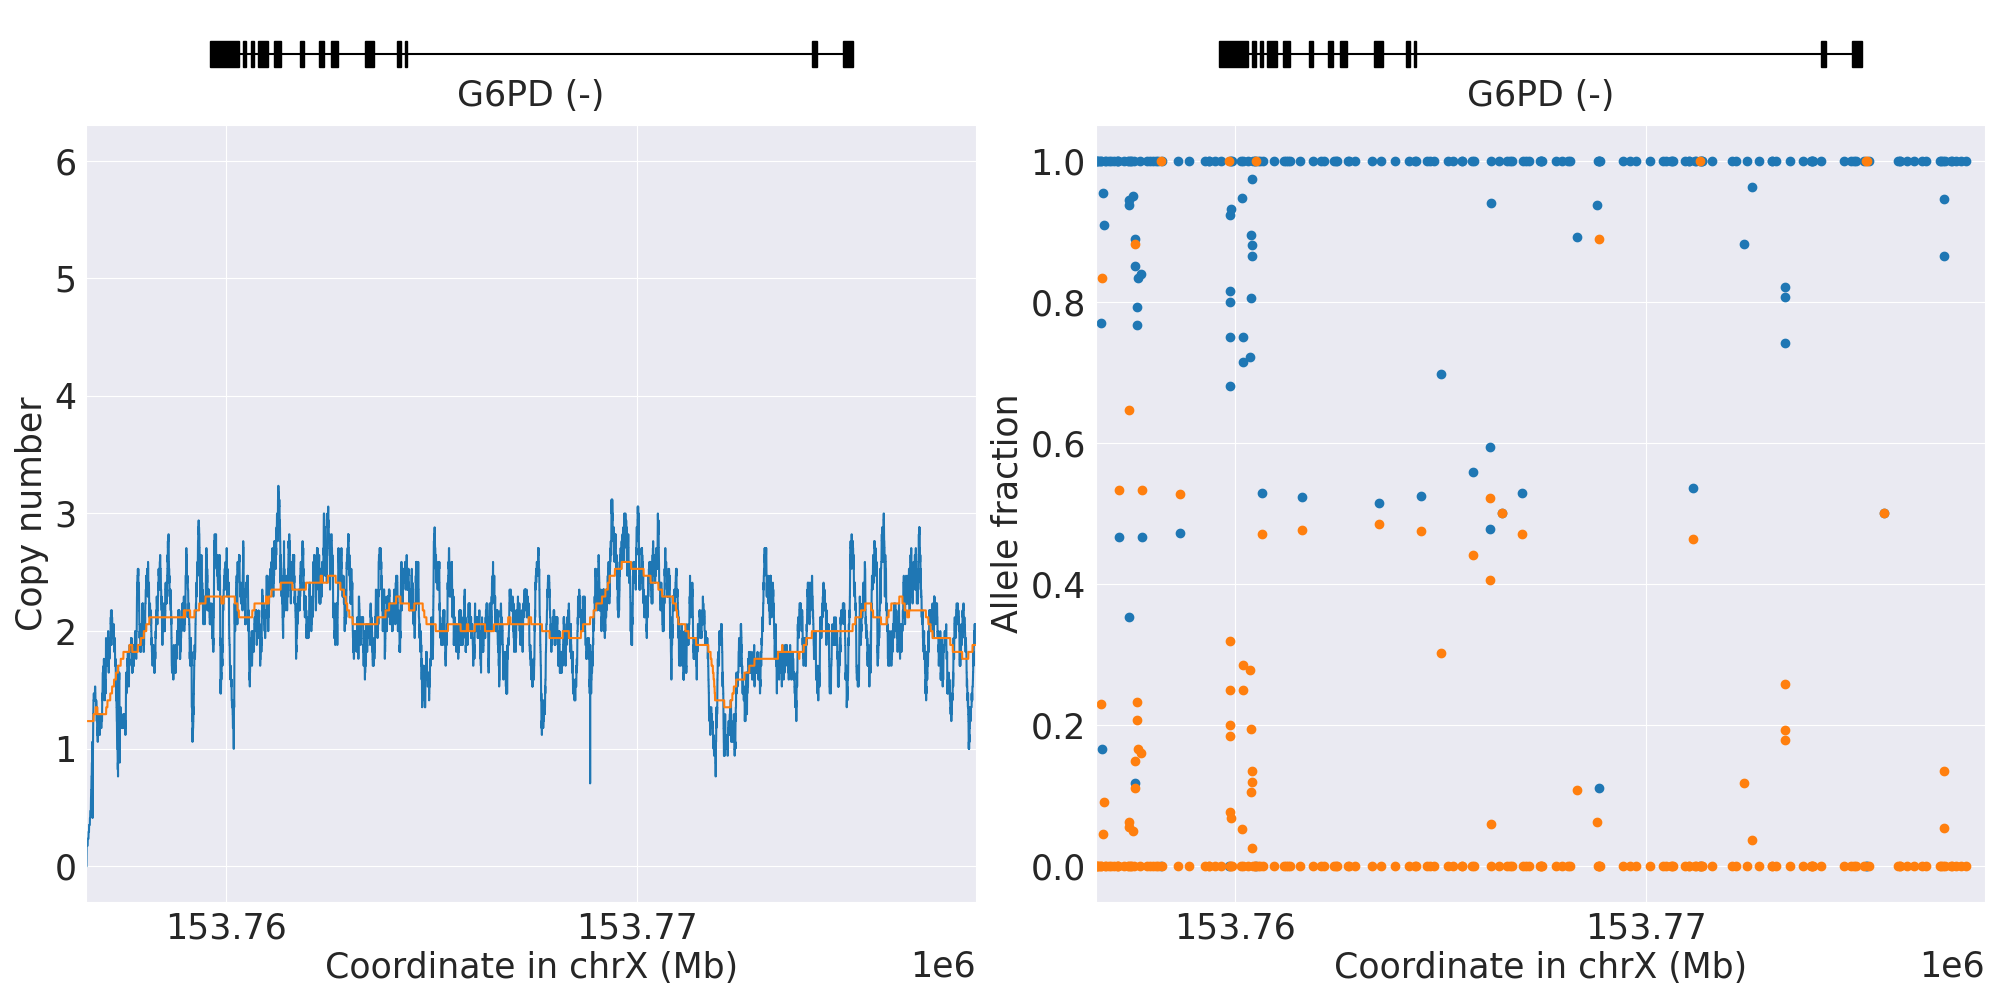 G6PD (-)
6
5
4
3
2
1
0
Copy number
153.76
153.77
Coordinate in chrX (Mb)
1e6
G6PD (-)
1.0
0.8
0.6
0.4
0.2
0.0
Allele fraction
153.76
153.77
Coordinate in chrX (Mb)
1e6